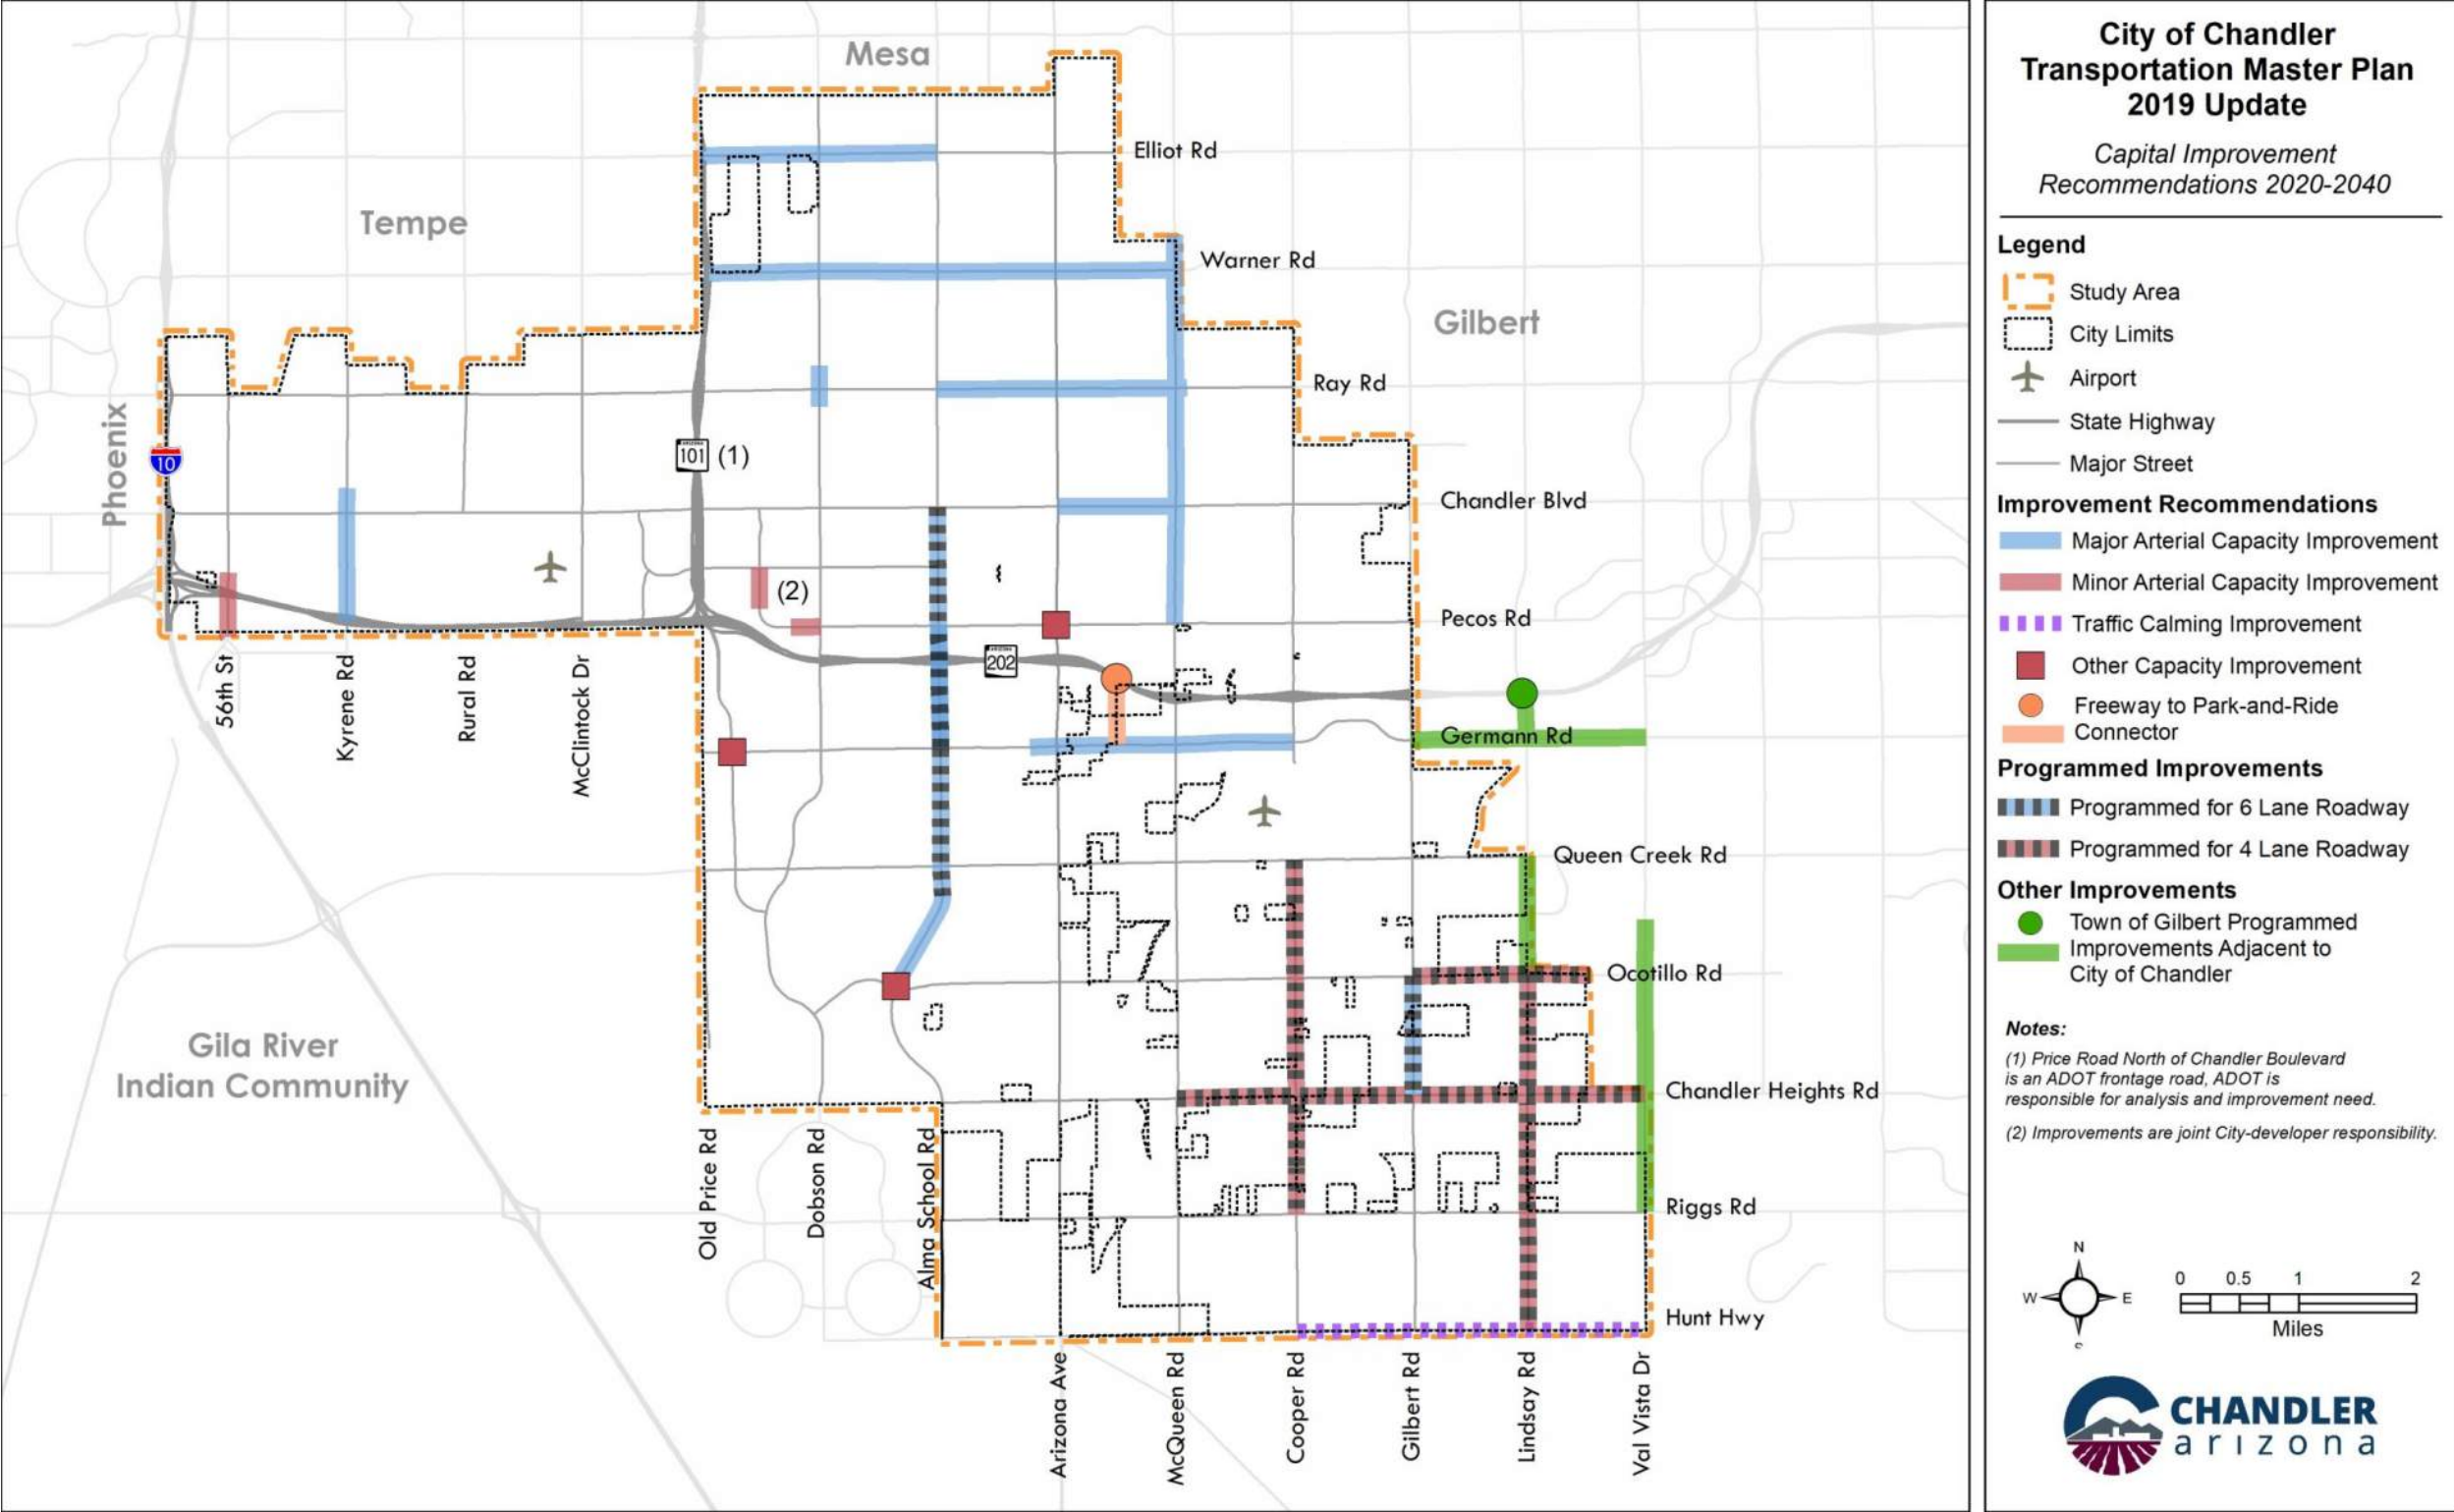 Mesa
Elliot Rd
Tempe
Warner Rd
Gilbert
Ray Rd
Phoenix
10
ARIZONA
101
(1)
Chandler Blvd
(2)
Pecos Rd
ARIZONA
202
56th St
Kyrene Rd
Rural Rd
McClintock Dr
Germann Rd
Queen Creek Rd
Ocotillo Rd
Gila River
Indian Community
Chandler Heights Rd
Old Price Rd
Dobson Rd
Alma School Rd
Riggs Rd
Hunt Hwy
Arizona Ave
McQueen Rd
Cooper Rd
Gilbert Rd
Lindsay Rd
Val Vista Dr
City of Chandler
Transportation Master Plan
2019 Update
Capital Improvement
Recommendations 2020-2040
Legend
Study Area
City Limits
Airport
State Highway
Major Street
Improvement Recommendations
Major Arterial Capacity Improvement
Minor Arterial Capacity Improvement
Traffic Calming Improvement
Other Capacity Improvement
Freeway to Park-and-Ride
Connector
Programmed Improvements
Programmed for 6 Lane Roadway
Programmed for 4 Lane Roadway
Other Improvements
Town of Gilbert Programmed
Improvements Adjacent to
City of Chandler
Notes:
(1) Price Road North of Chandler Boulevard
is an ADOT frontage road, ADOT is
responsible for analysis and improvement need.
(2) Improvements are joint City-developer responsibility.
N
W E
S
0 0.5 1 2
Miles
CHANDLER
arizona